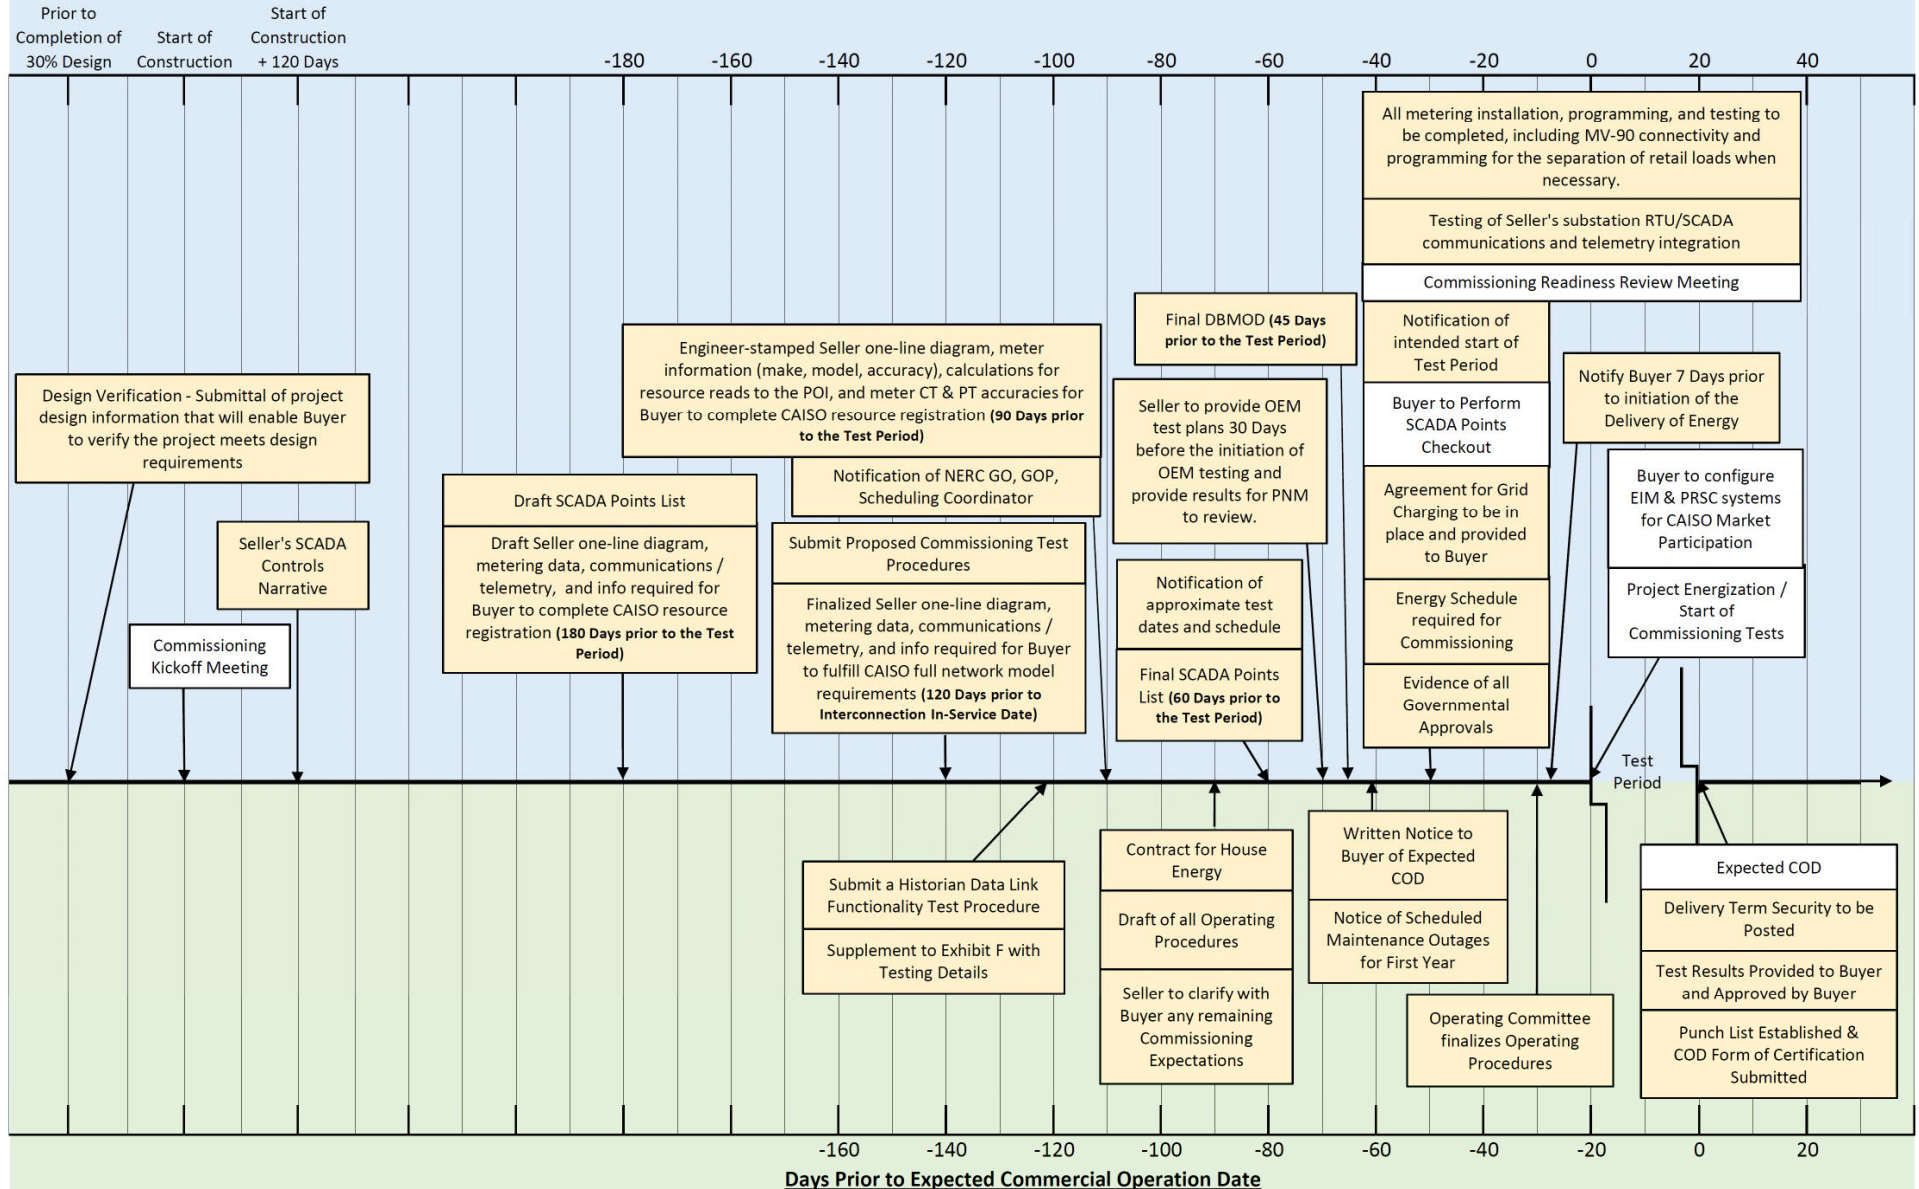 Prior to
Completion of
30% Design
Start of
Construction
Start of
Construction
+ 120 Days
-180
-160
-140
-120
-100
-80
-60
-40
-20
0
20
40
All metering installation, programming, and testing to
be completed, including MV-90 connectivity and
programming for the separation of retail loads when
necessary.
Testing of Seller's substation RTU/SCADA
communications and telemetry integration
Commissioning Readiness Review Meeting
Final DBMOD (45 Days
prior to the Test Period)
Notification of
intended start of
Test Period
Engineer-stamped Seller one-line diagram, meter
information (make, model, accuracy), calculations for
resource reads to the POI, and meter CT & PT accuracies for
Buyer to complete CAISO resource registration (90 Days prior
to the Test Period)
Notify Buyer 7 Days prior
to initiation of the
Delivery of Energy
Design Verification - Submittal of project
design information that will enable Buyer
to verify the project meets design
requirements
Seller to provide OEM
test plans 30 Days
before the initiation of
OEM testing and
provide results for PNM
to review.
Buyer to Perform
SCADA Points
Checkout
Notification of NERC GO, GOP,
Scheduling Coordinator
Buyer to configure
EIM & PRSC systems
for CAISO Market
Participation
Draft SCADA Points List
Agreement for Grid
Charging to be in
place and provided
to Buyer
Seller's SCADA
Controls
Narrative
Draft Seller one-line diagram,
metering data, communications /
telemetry, and info required for
Buyer to complete CAISO resource
registration (180 Days prior to the Test
Period)
Submit Proposed Commissioning Test
Procedures
Notification of
approximate test
dates and schedule
Project Energization /
Start of
Commissioning Tests
Energy Schedule
required for
Commissioning
Finalized Seller one-line diagram,
metering data, communications /
telemetry, and info required for Buyer
to fulfill CAISO full network model
requirements (120 Days prior to
Interconnection In-Service Date)
Commissioning
Kickoff Meeting
Final SCADA Points
List (60 Days prior to
the Test Period)
Evidence of all
Governmental
Approvals
Test
Period
Contract for House
Energy
Written Notice to
Buyer of Expected
COD
Expected COD
Submit a Historian Data Link
Functionality Test Procedure
Draft of all Operating
Procedures
Notice of Scheduled
Maintenance Outages
for First Year
Delivery Term Security to be
Posted
Supplement to Exhibit F with
Testing Details
Test Results Provided to Buyer
and Approved by Buyer
Seller to clarify with
Buyer any remaining
Commissioning
Expectations
Operating Committee
finalizes Operating
Procedures
Punch List Established &
COD Form of Certification
Submitted
-160
-140
-120
-100
-80
-60
-40
-20
0
20
Days Prior to Expected Commercial Operation Date